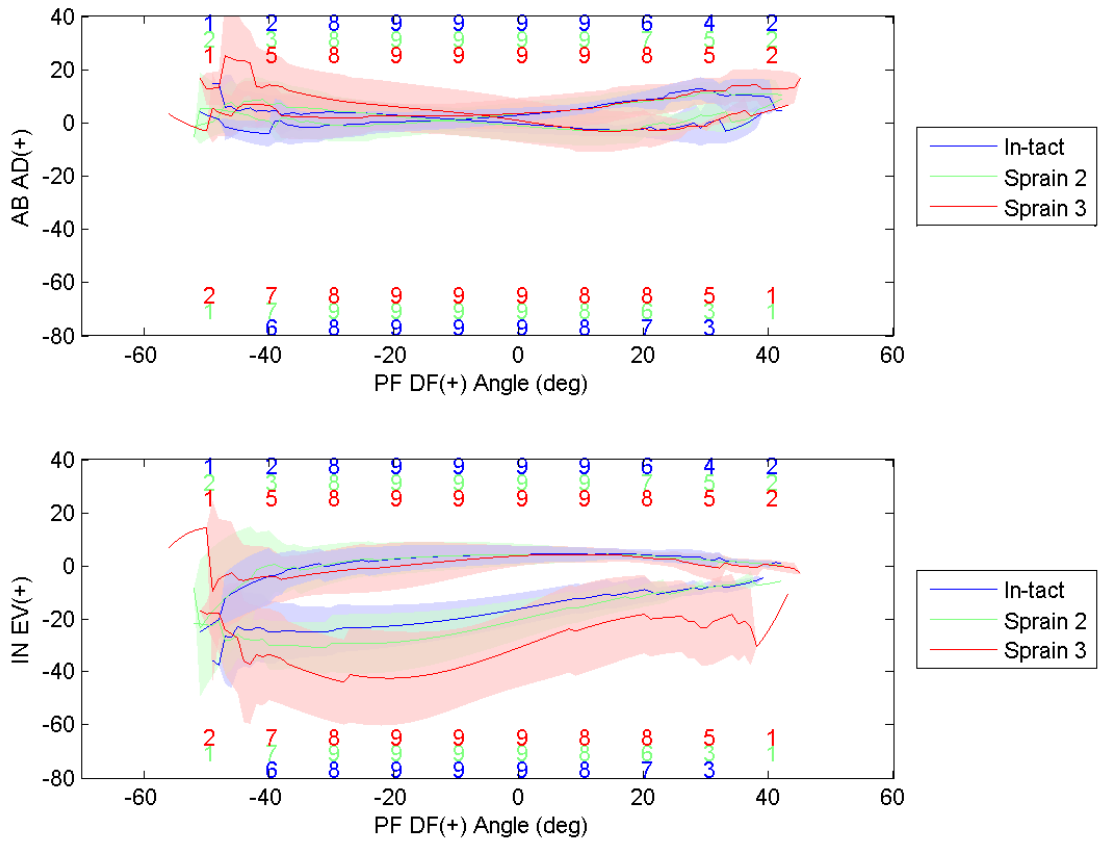 40
1 2 8 9 9 9 9 6 4 2
2 3 8 9 9 9 9 7 5 2
1 5 8 9 9 9 9 8 5 2
20
0
-20
-40
-60
-80
AB AD(+)
2 7 8 9 9 9 8 8 5 1
1 7 9 9 9 9 8 6 3 1
6 8 9 9 9 8 7 3
-60 -40 -20 0 20 40 60
PF DF(+) Angle (deg)
In-tact
Sprain 2
Sprain 3
40
1 2 8 9 9 9 9 6 4 2
2 3 8 9 9 9 9 7 5 2
1 5 8 9 9 9 9 8 5 2
20
0
-20
-40
-60
-80
IN EV(+)
2 7 8 9 9 9 8 8 5 1
1 7 9 9 9 9 8 6 3 1
6 8 9 9 9 8 7 3
-60 -40 -20 0 20 40 60
PF DF(+) Angle (deg)
In-tact
Sprain 2
Sprain 3